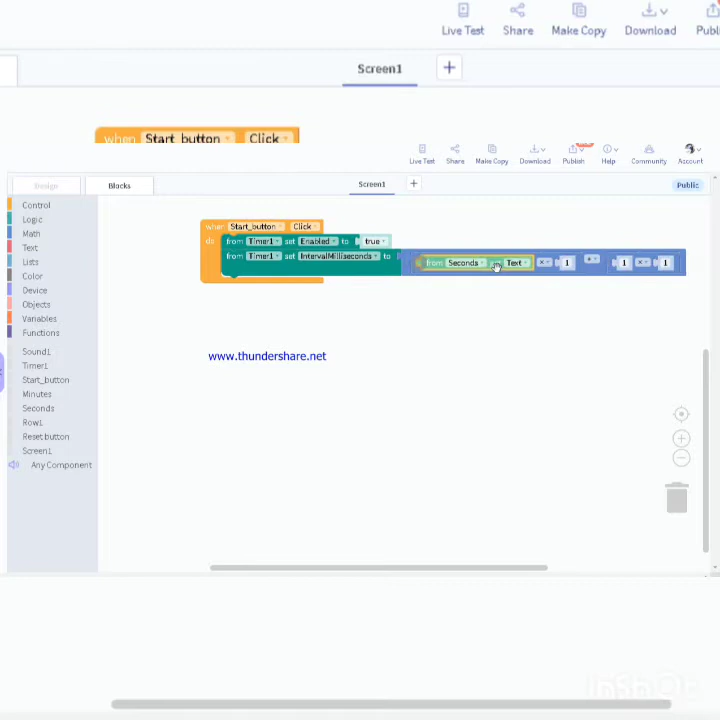 Live Test Share Make Copy Download Publ
Screen1 +
when Start_button Click
Live Test Share Make Copy Download Publish Help Community Account
Design Blocks Screen1 + Public
Control
Logic
Math
Text
Lists
Color
Device
Objects
Variables
Functions
Sound1
Timer1
Start_button
Minutes
Seconds
Row1
Reset button
Screen1
Any Component
when Start_button Click
do from Timer1 set Enabled to true
from Timer1 set IntervalMilliseconds to from Seconds Text × 1 + 1 × 1
www.thundershare.net
InShot